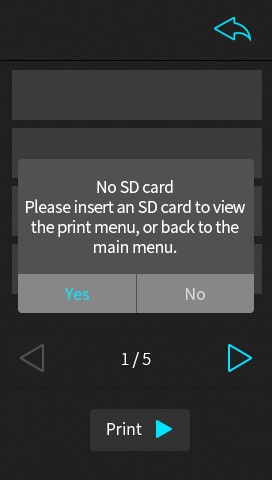 No SD card
Please insert an SD card to view
the print menu, or back to the
main menu.
Yes No
1/5
Print